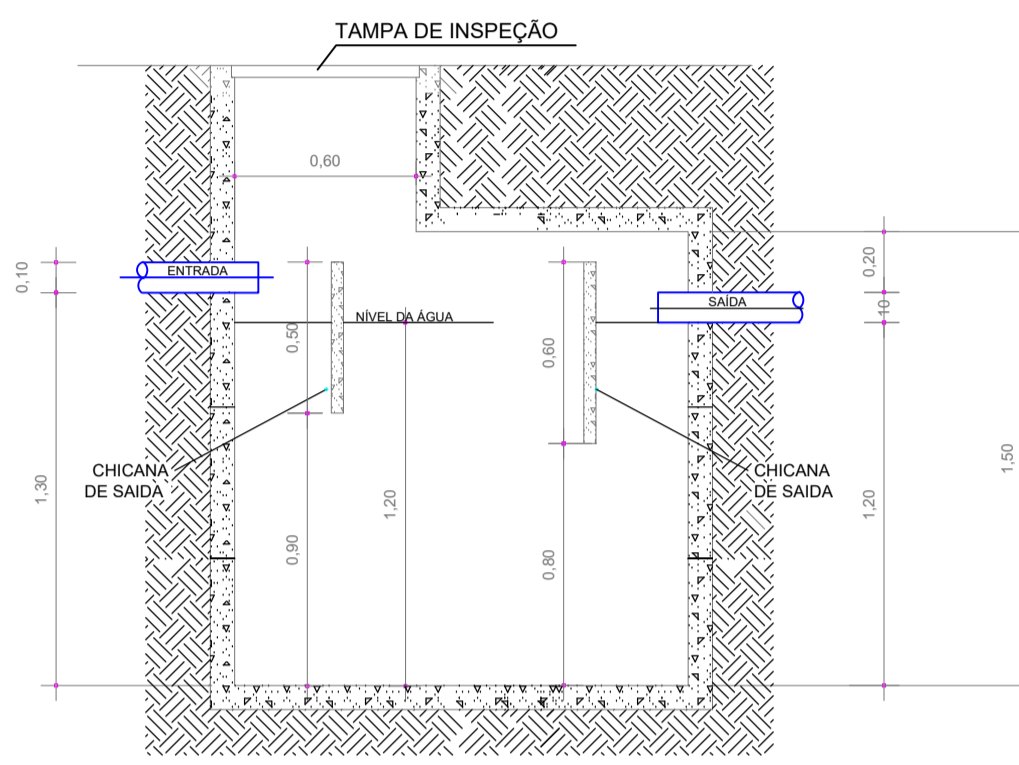 TAMPA DE INSPEÇÃO
0,60
0,10
ENTRADA
0,20
SAÍDA
10
NÍVEL DA ÁGUA
0,50
0,60
CHICANA
DE SAIDA
CHICANA
DE SAIDA
1,30
1,20
0,90
0,80
1,20
1,50